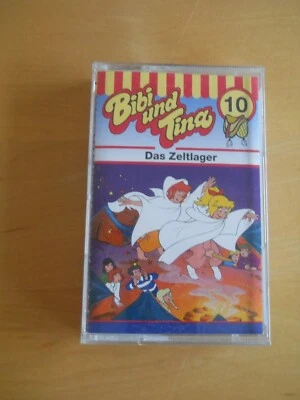 Bibi
und
Tina
10
Das Zeltlager